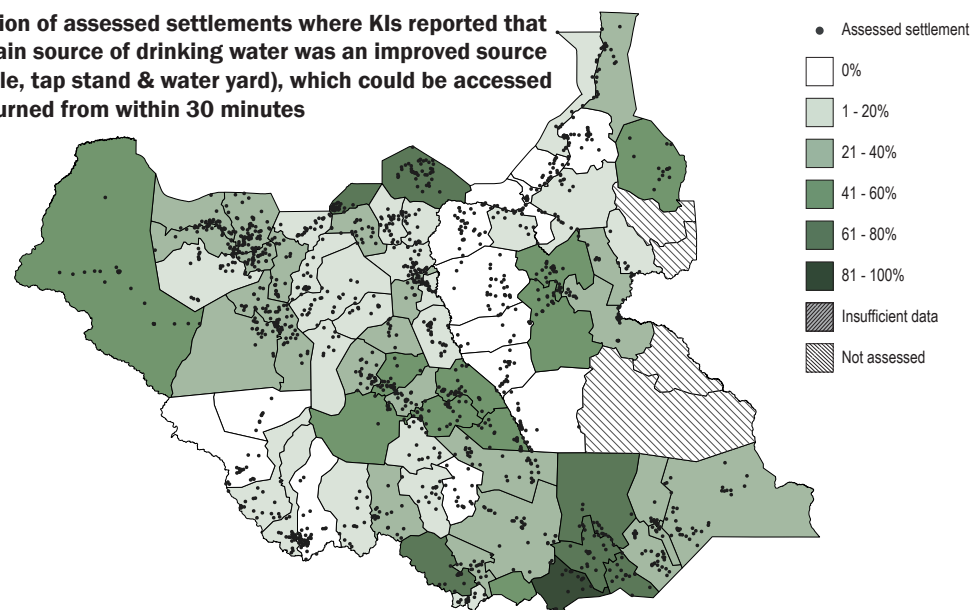 ion of assessed settlements where KIs reported that
ain source of drinking water was an improved source
le, tap stand & water yard), which could be accessed
urned from within 30 minutes
Assessed settlement
0%
1 - 20%
21 - 40%
41 - 60%
61 - 80%
81 - 100%
Insufficient data
Not assessed